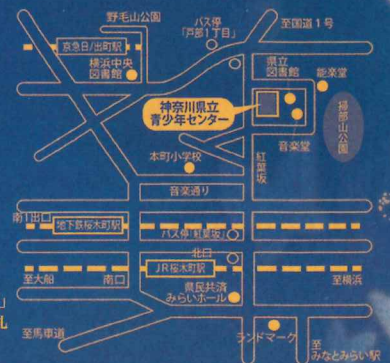 野毛山公園
バス停
「戸部1丁目」
至国道1号
京急日ノ出町駅
横浜中央
図書館
県立
図書館
能楽堂
神奈川県立
青少年センター
掃部山公園
音楽堂
本町小学校
紅葉坂
音楽通り
南1出口
地下鉄桜木町駅
バス停「紅葉坂」
北口
JR桜木町駅
至大船
南口
至横浜
県民共済
みらいホール
至馬車道
ランドマーク
至
みなとみらい駅